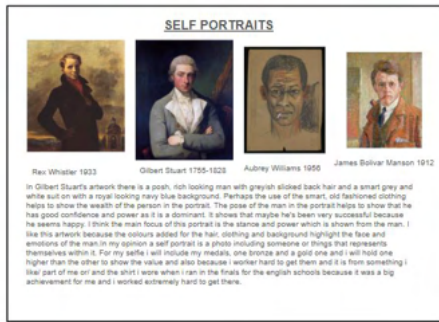 SELF PORTRAITS
Rex Whistler 1933
Gilbert Stuart 1755-1828
Aubrey Williams 1956
James Bolivar Manson 1912
In Gilbert Stuart's artwork there is a posh, rich looking man with greyish slicked back hair and a smart grey and
white suit on with a royal looking navy blue background. Perhaps the use of the smart, old fashioned clothing
helps to show the wealth of the person in the portrait. The pose of the man in the portrait helps to show that he
has good confidence and power as it is a dominant. It shows that maybe he's been very successful because
he seems happy. I think the main focus of this portrait is the stance and power which is shown from the man. I
like this artwork because the colours added for the hair, clothing and background highlight the face and
emotions of the man.In my opinion a self portrait is a photo including someone or things that represents
themselves within it. For my selfie i will include my medals, one bronze and a gold one and i will hold one
higher than the other to show the value and also because i worker hard to get them and it is from something i
like/ part of me or/ and the shirt i wore when i ran in the finals for the english schools because it was a big
achievement for me and i worked extremely hard to get there.